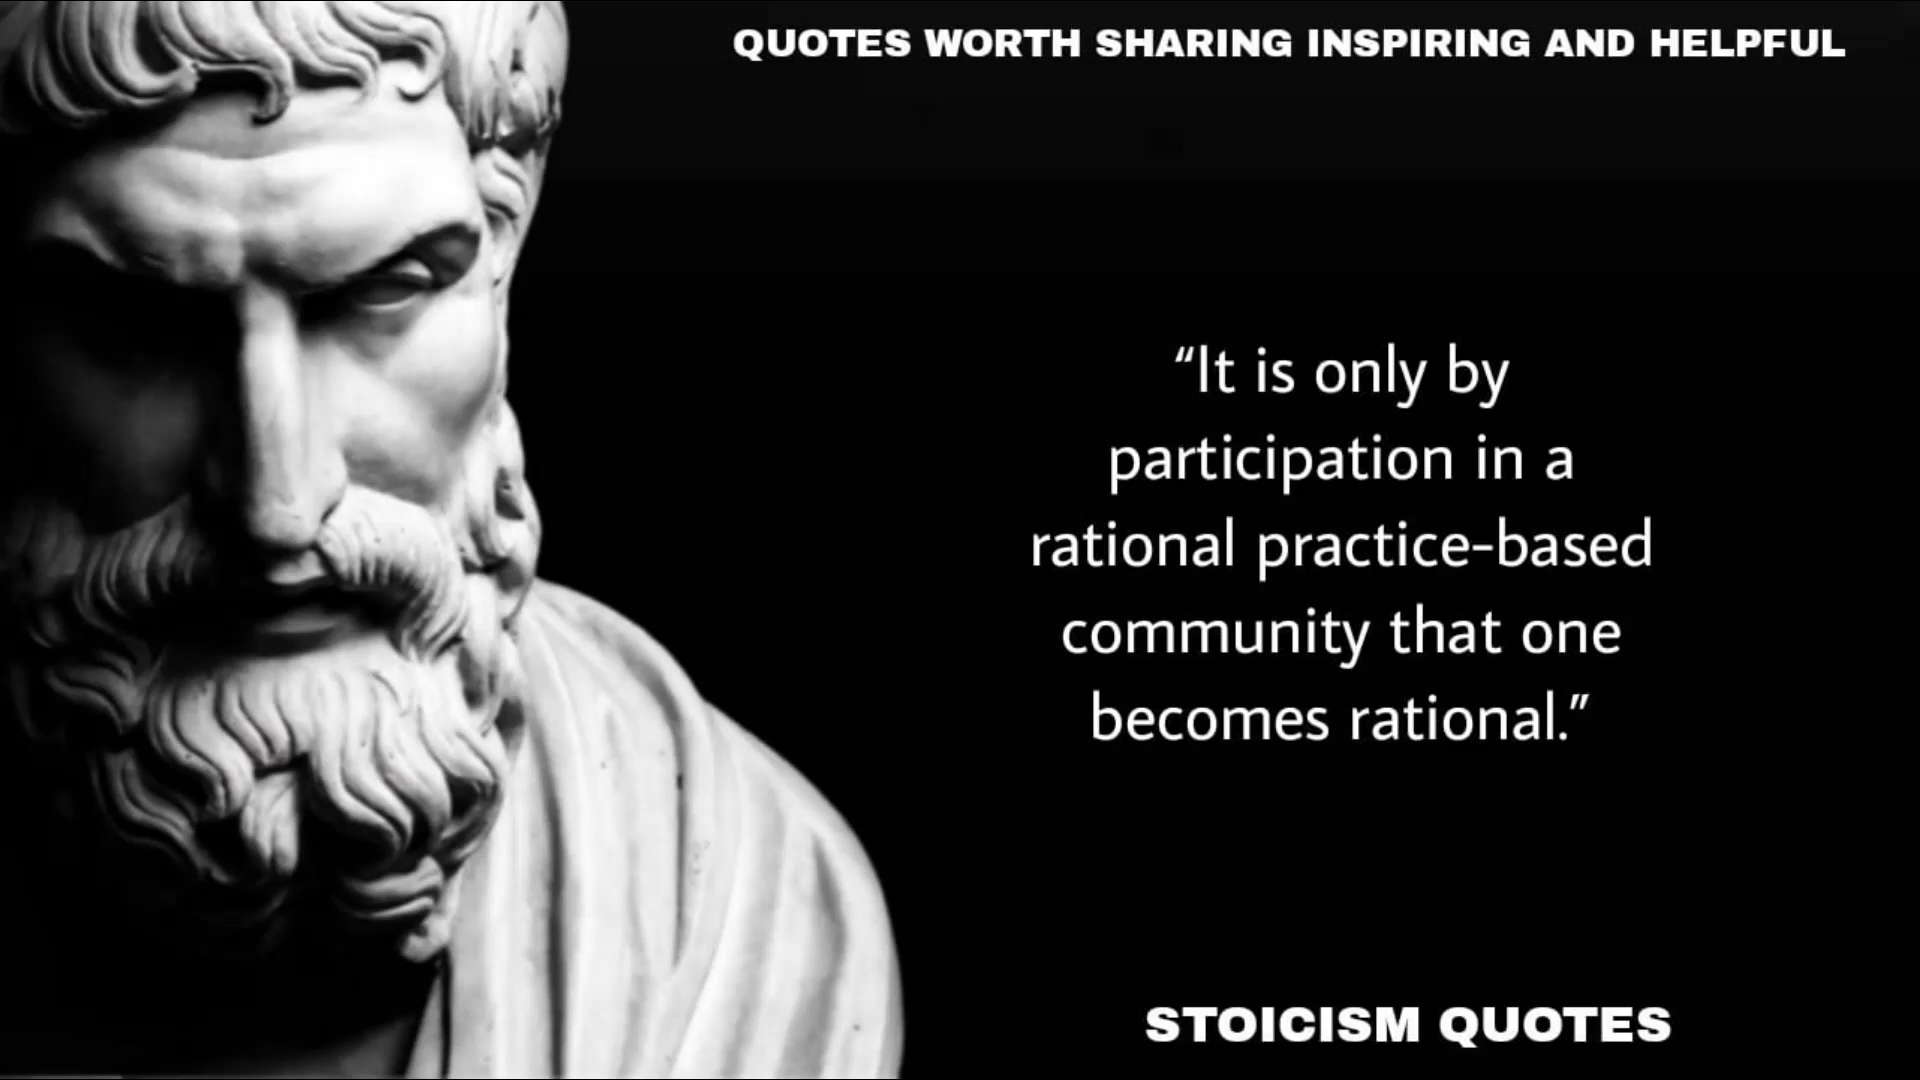 QUOTES WORTH SHARING INSPIRING AND HELPFUL
“It is only by
participation in a
rational practice-based
community that one
becomes rational.”
STOICISM QUOTES